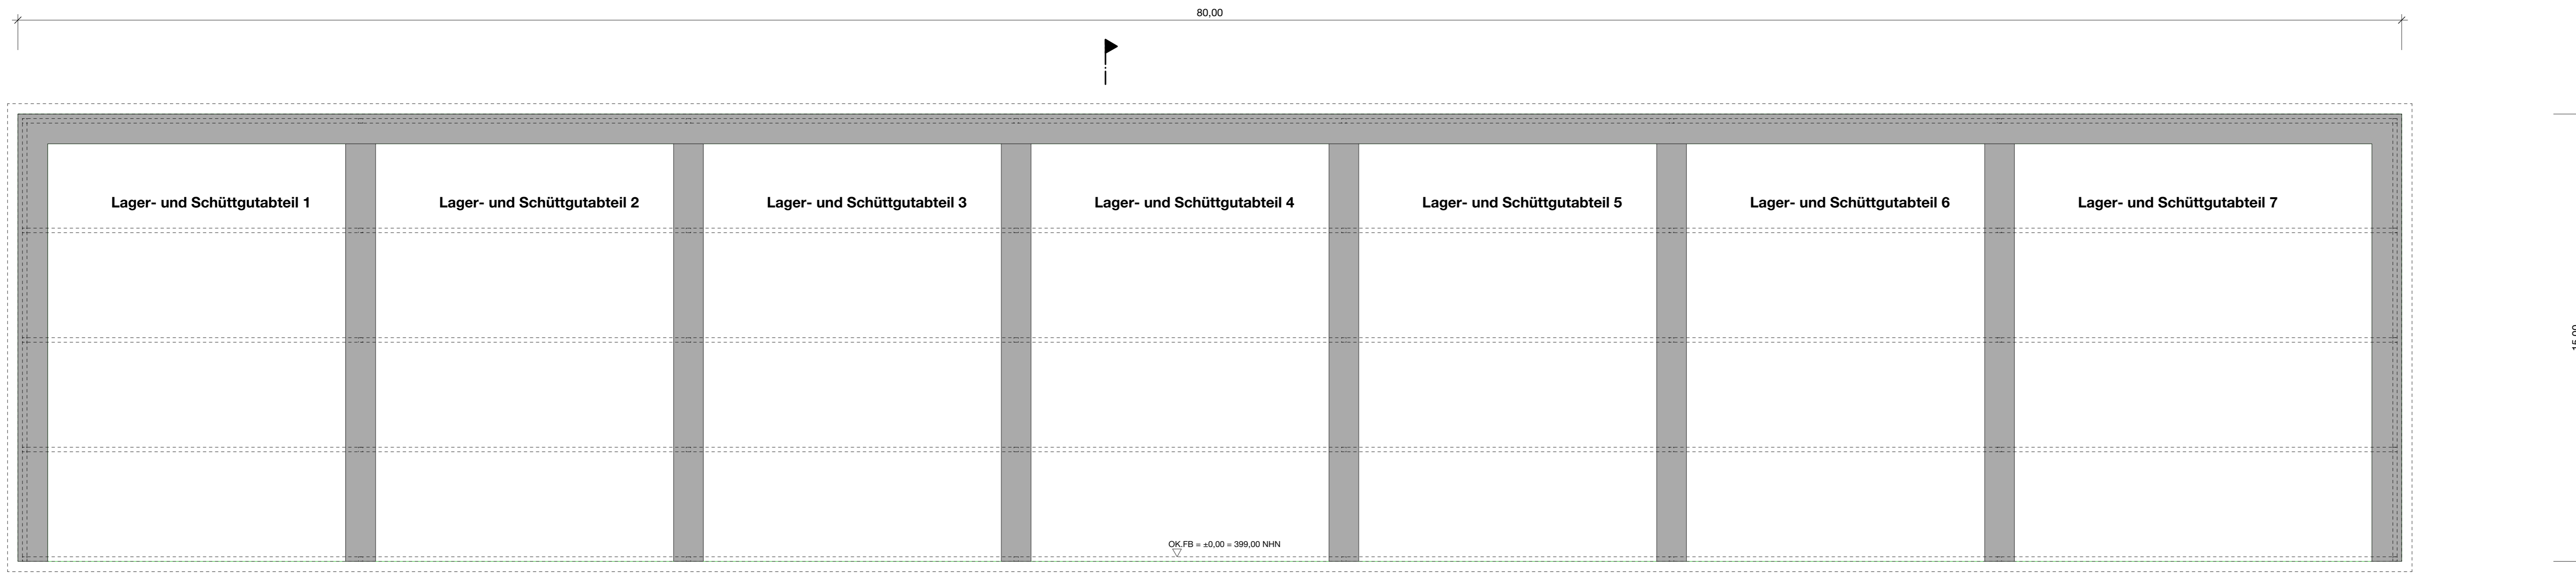 80,00
Lager- und Schüttgutabteil 1
Lager- und Schüttgutabteil 2
Lager- und Schüttgutabteil 3
Lager- und Schüttgutabteil 4
Lager- und Schüttgutabteil 5
Lager- und Schüttgutabteil 6
Lager- und Schüttgutabteil 7
OK.FB = ±0,00 = 399,00 NHN